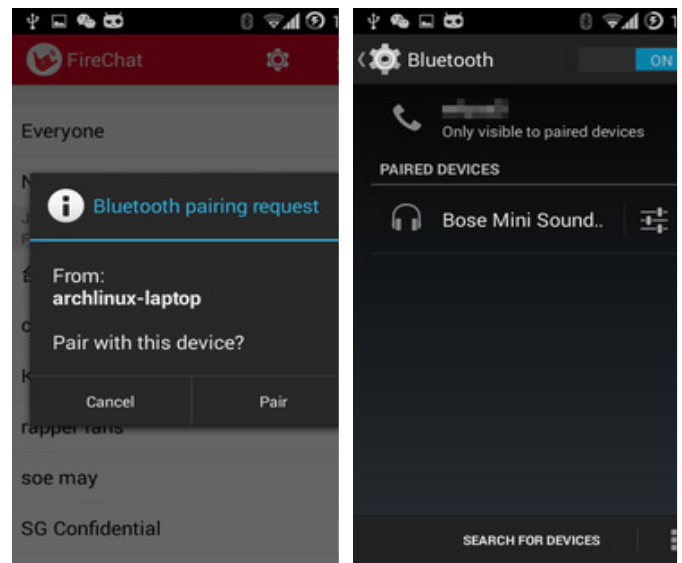 FireChat
Everyone
Bluetooth pairing request
From:
archlinux-laptop
Pair with this device?
Cancel
Pair
rapper fans
soe may
SG Confidential
Bluetooth
ON
Only visible to paired devices
PAIRED DEVICES
Bose Mini Sound..
SEARCH FOR DEVICES